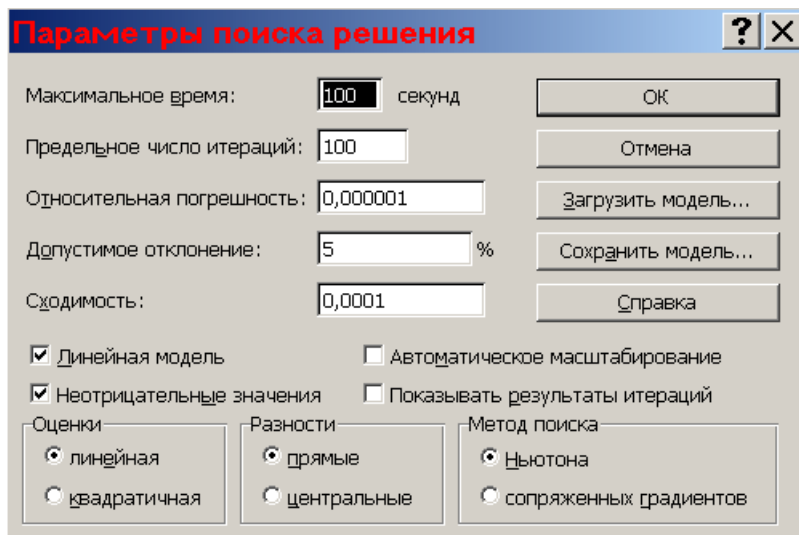 Параметры поиска решения ? ×
Максимальное время: 100 секунд ОК
Предельное число итераций: 100 Отмена
Относительная погрешность: 0,000001 Загрузить модель...
Допустимое отклонение: 5 % Сохранить модель...
Сходимость: 0,0001 Справка
Линейная модель Автоматическое масштабирование
Неотрицательные значения Показывать результаты итераций
Оценки Разности Метод поиска
линейная прямые Ньютона
квадратичная центральные сопряженных градиентов